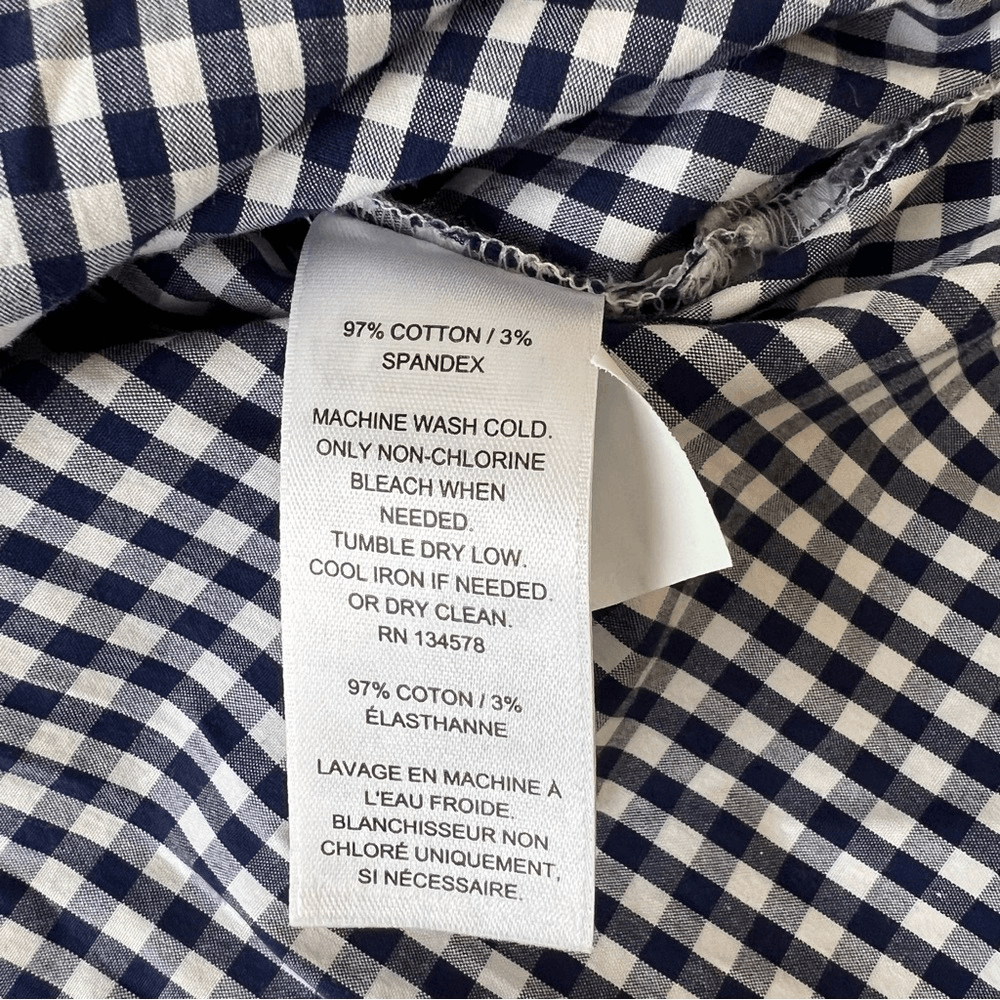 97% COTTON / 3%
SPANDEX
MACHINE WASH COLD.
ONLY NON-CHLORINE
BLEACH WHEN
NEEDED.
TUMBLE DRY LOW.
COOL IRON IF NEEDED.
OR DRY CLEAN.
RN 134578
97% COTON / 3%
ÉLASTHANNE
LAVAGE EN MACHINE À
L'EAU FROIDE.
BLANCHISSEUR NON
CHLORÉ UNIQUEMENT,
SI NÉCESSAIRE.